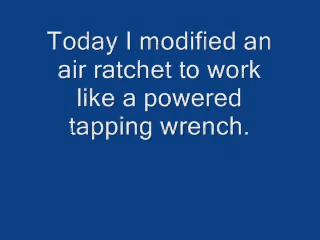 Today I modified an
air ratchet to work
like a powered
tapping wrench.